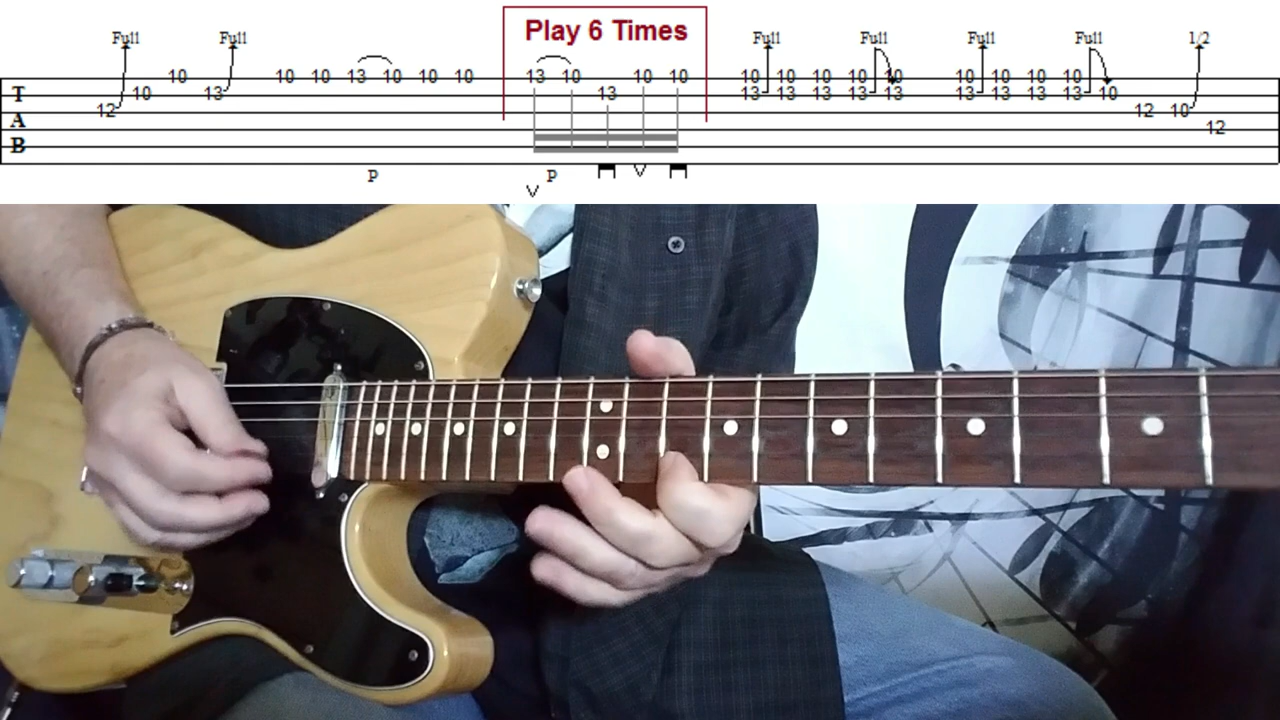 Play 6 Times
Full Full Full Full Full Full 1/2
10 10 10 13 10 10 10 13 10 10 10 10 10 10 10 10 10 10 10 10
T 10 13 13 13 13 13 13 13 13 13 13 13 10
12 12 10
A 12
B
p p